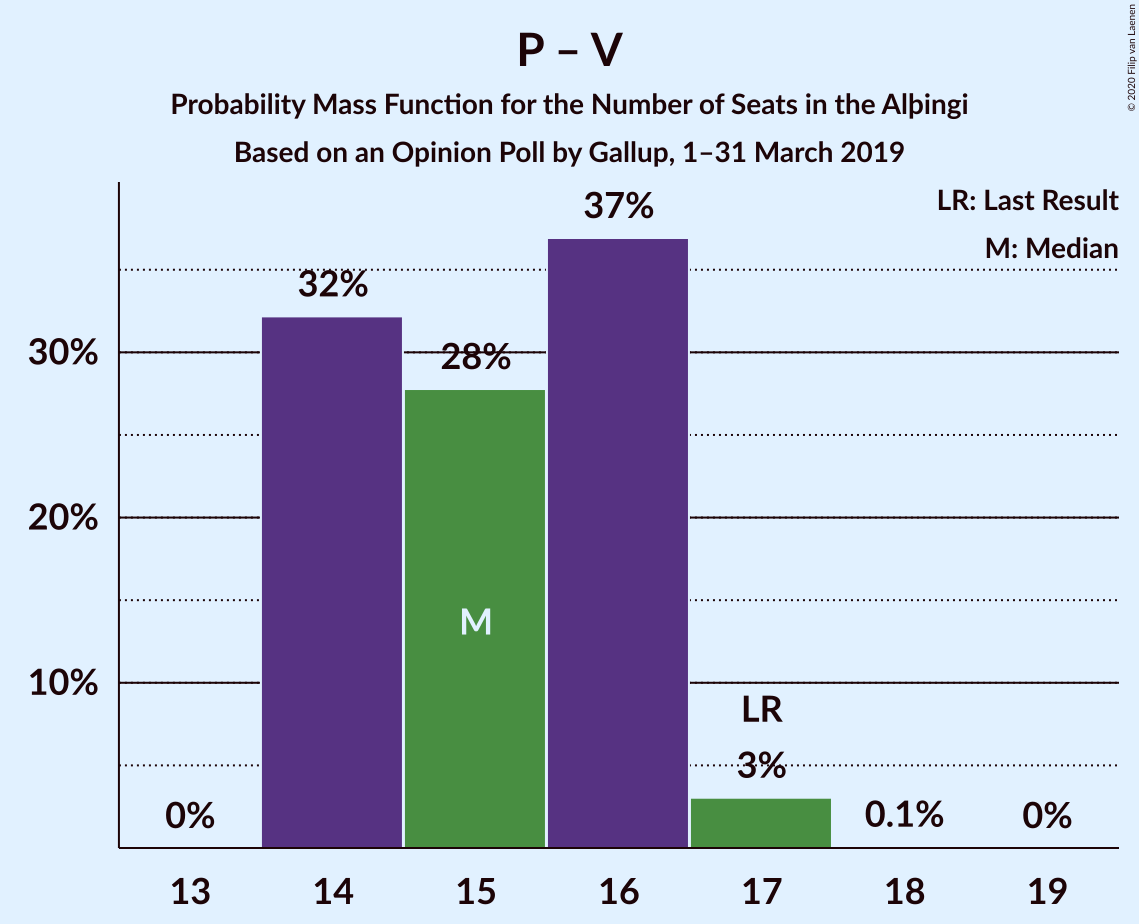 P – V
Probability Mass Function for the Number of Seats in the Alþingi
Based on an Opinion Poll by Gallup, 1–31 March 2019
© 2020 Filip van Laenen
LR: Last Result
M: Median
37%
32%
28%
30%
20%
M
10%
LR
3%
0%
0.1%
0%
13
14
15
16
17
18
19